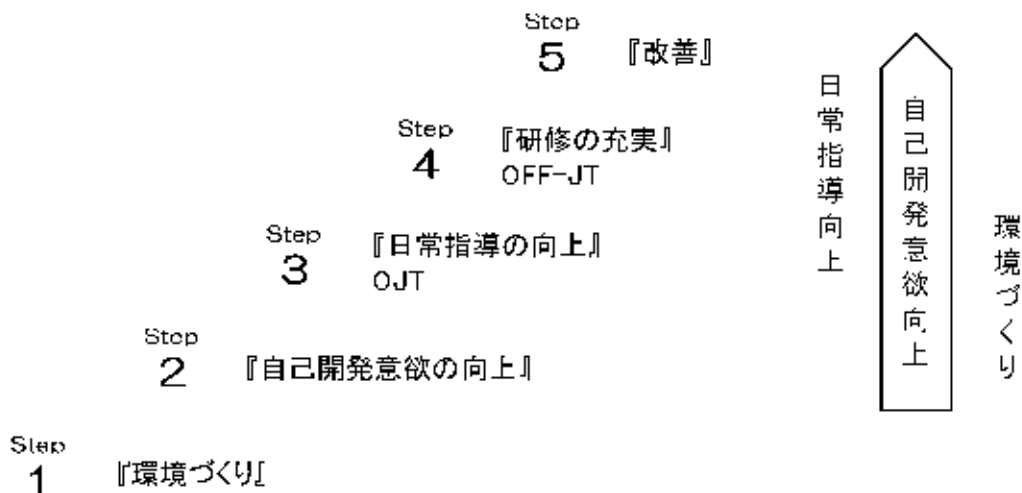 Step
5 『改善』
Step
4 『研修の充実』
OFF-JT
Step
3 『日常指導の向上』
OJT
Step
2 『自己開発意欲の向上』
Step
1 『環境づくり』
日常指導向上
自己開発意欲向上
環境づくり